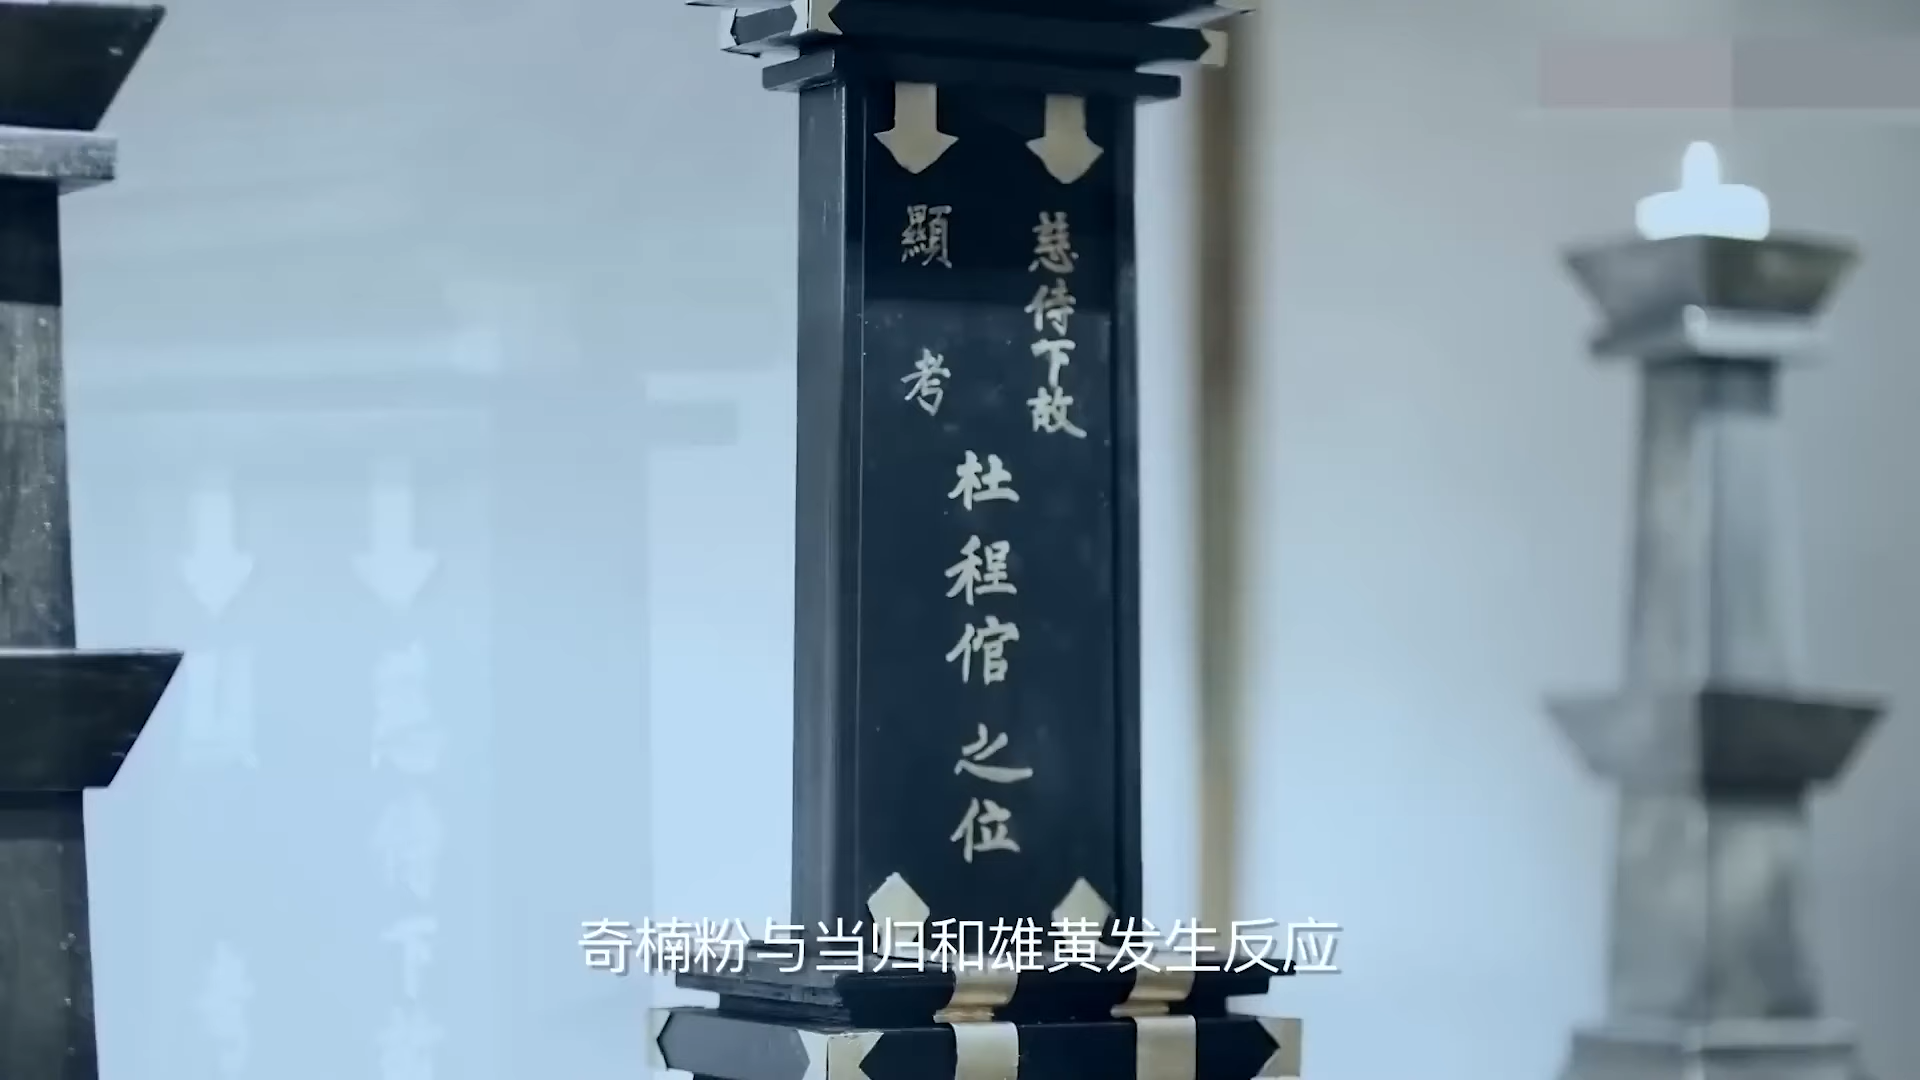 慈侍下故
顯考
杜程倌之位
奇楠粉与当归和雄黄发生反应